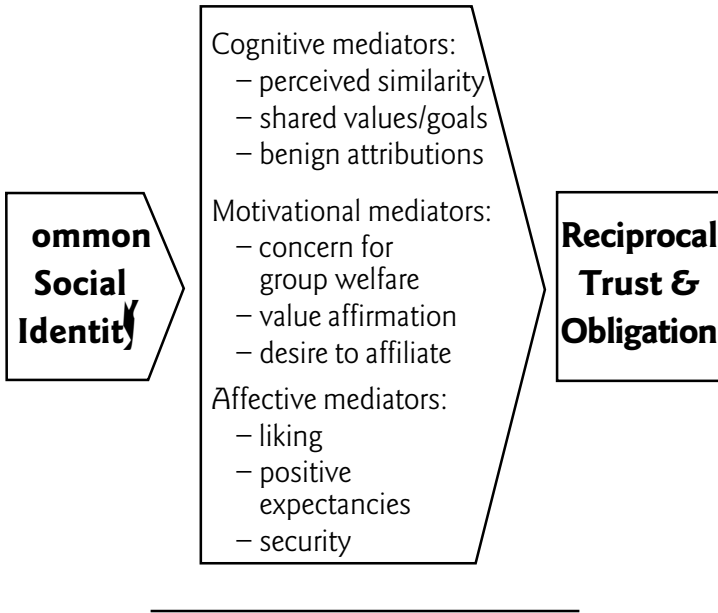 ommon
Social
Identity
Cognitive mediators:
– perceived similarity
– shared values/goals
– benign attributions
Motivational mediators:
– concern for
group welfare
– value affirmation
– desire to affiliate
Affective mediators:
– liking
– positive
expectancies
– security
Reciprocal
Trust &
Obligation